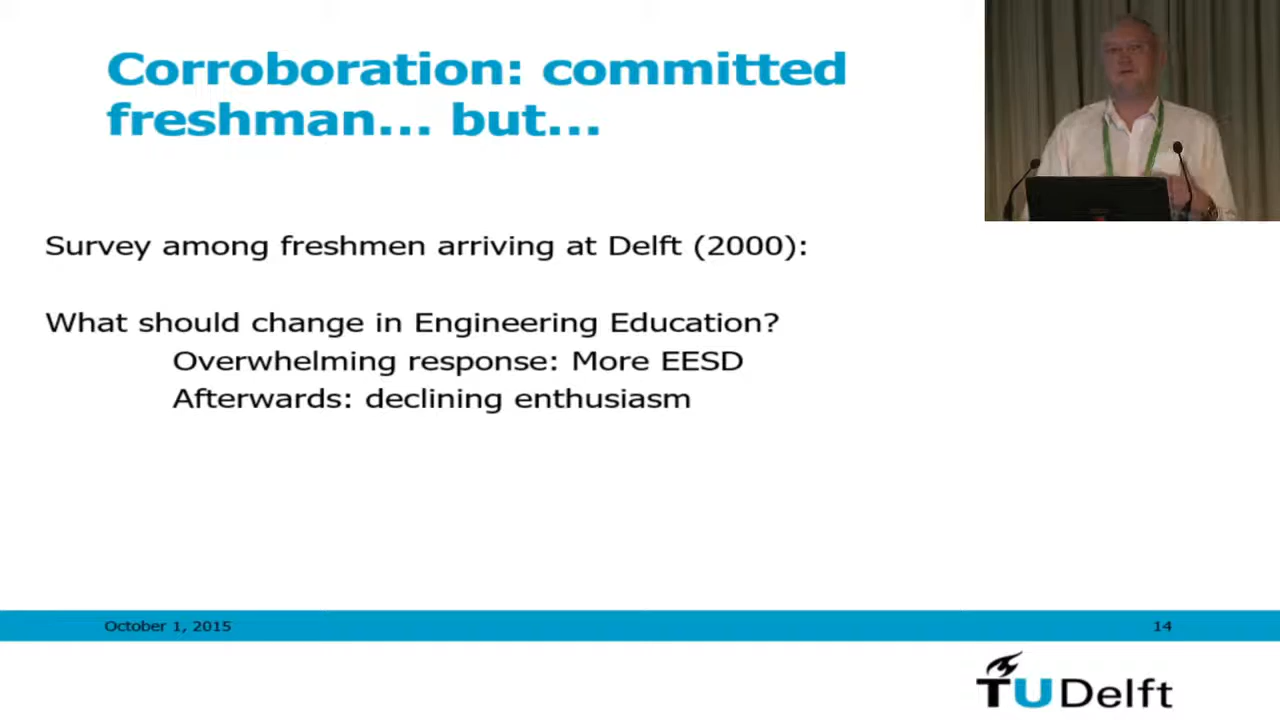 Corroboration: committed
freshman... but...
Survey among freshmen arriving at Delft (2000):
What should change in Engineering Education?
Overwhelming response: More EESD
Afterwards: declining enthusiasm
October 1, 2015
14
TU Delft